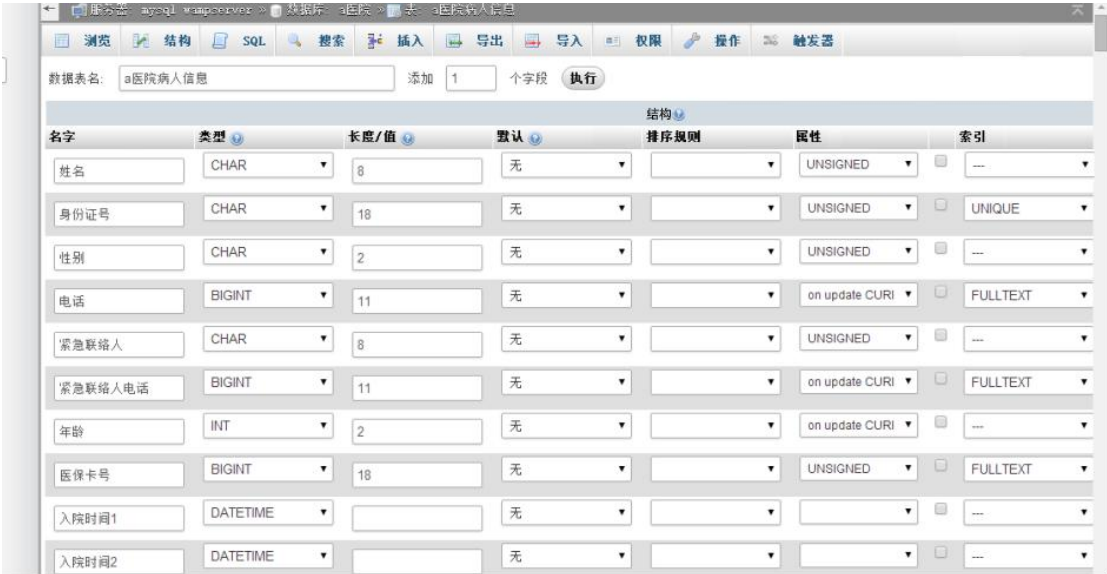 服务器: mysql wampserver » 数据库: a医院 » 表: a医院病人信息
浏览 结构 SQL 搜索 插入 导出 导入 权限 操作 触发器
数据表名: a医院病人信息 添加 1 个字段 执行
结构
名字 类型 长度/值 默认 排序规则 属性 索引
姓名 CHAR 8 无 UNSIGNED ---
身份证号 CHAR 18 无 UNSIGNED UNIQUE
性别 CHAR 2 无 UNSIGNED ---
电话 BIGINT 11 无 on update CURI FULLTEXT
紧急联络人 CHAR 8 无 UNSIGNED ---
紧急联络人电话 BIGINT 11 无 on update CURI FULLTEXT
年龄 INT 2 无 on update CURI ---
医保卡号 BIGINT 18 无 UNSIGNED FULLTEXT
入院时间1 DATETIME 无 ---
入院时间2 DATETIME 无 ---